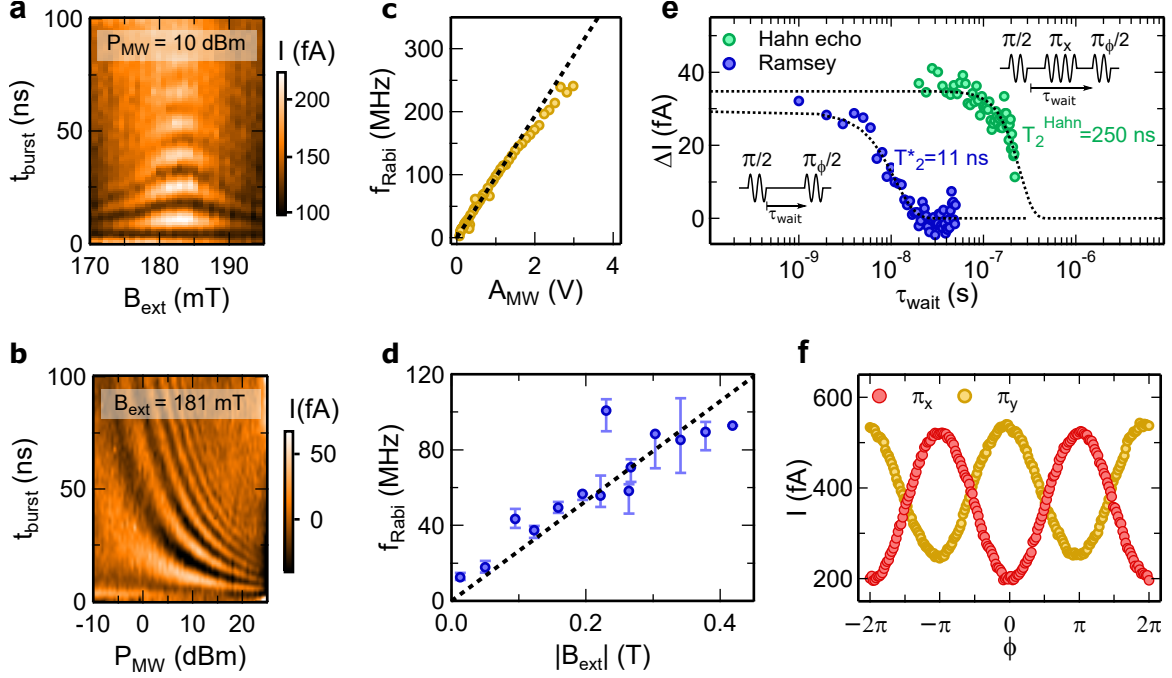 a
P_MW = 10 dBm
I (fA)
200
150
100
100
50
0
t_burst (ns)
170 180 190
B_ext (mT)
b
B_ext = 181 mT
I(fA)
50
0
100
50
0
t_burst (ns)
-10 0 10 20
P_MW (dBm)
c
300
200
100
0
f_Rabi (MHz)
0 2 4
A_MW (V)
d
120
80
40
0
f_Rabi (MHz)
0.0 0.2 0.4
|B_ext| (T)
e
Hahn echo
Ramsey
π/2 π_x π_ϕ/2
τ_wait
T_2^Hahn=250 ns
T*_2=11 ns
π/2 π_ϕ/2
τ_wait
40
20
0
ΔI (fA)
10^-9 10^-8 10^-7 10^-6
τ_wait (s)
f
π_x π_y
600
400
200
I (fA)
−2π −π 0 π 2π
ϕ